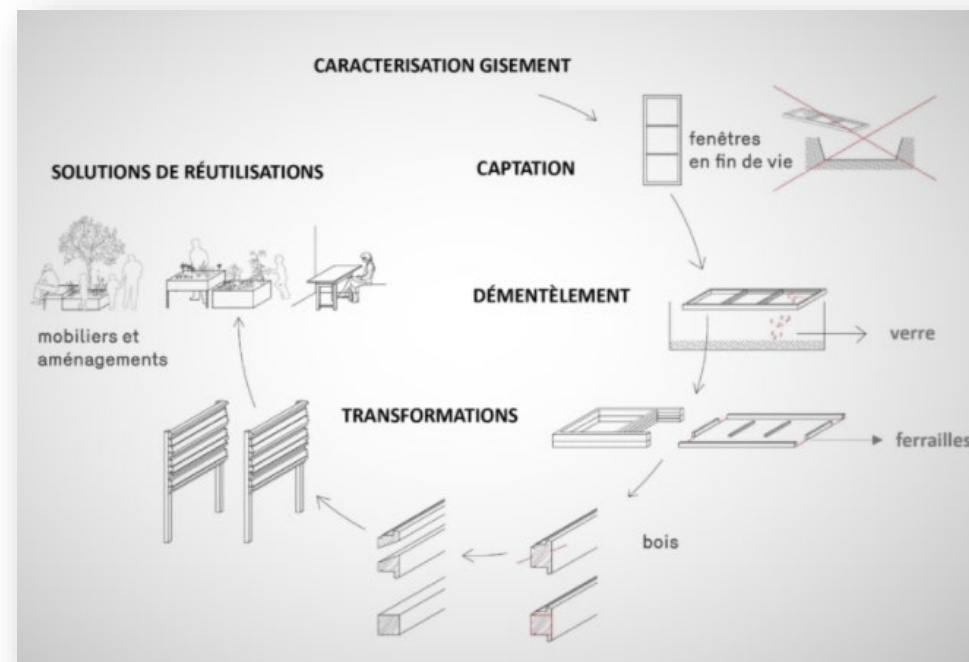 CARACTERISATION GISEMENT
fenêtres
en fin de vie
CAPTATION
SOLUTIONS DE RÉUTILISATIONS
DÉMENTÈLEMENT
verre
mobiliers et
aménagements
TRANSFORMATIONS
ferrailles
bois